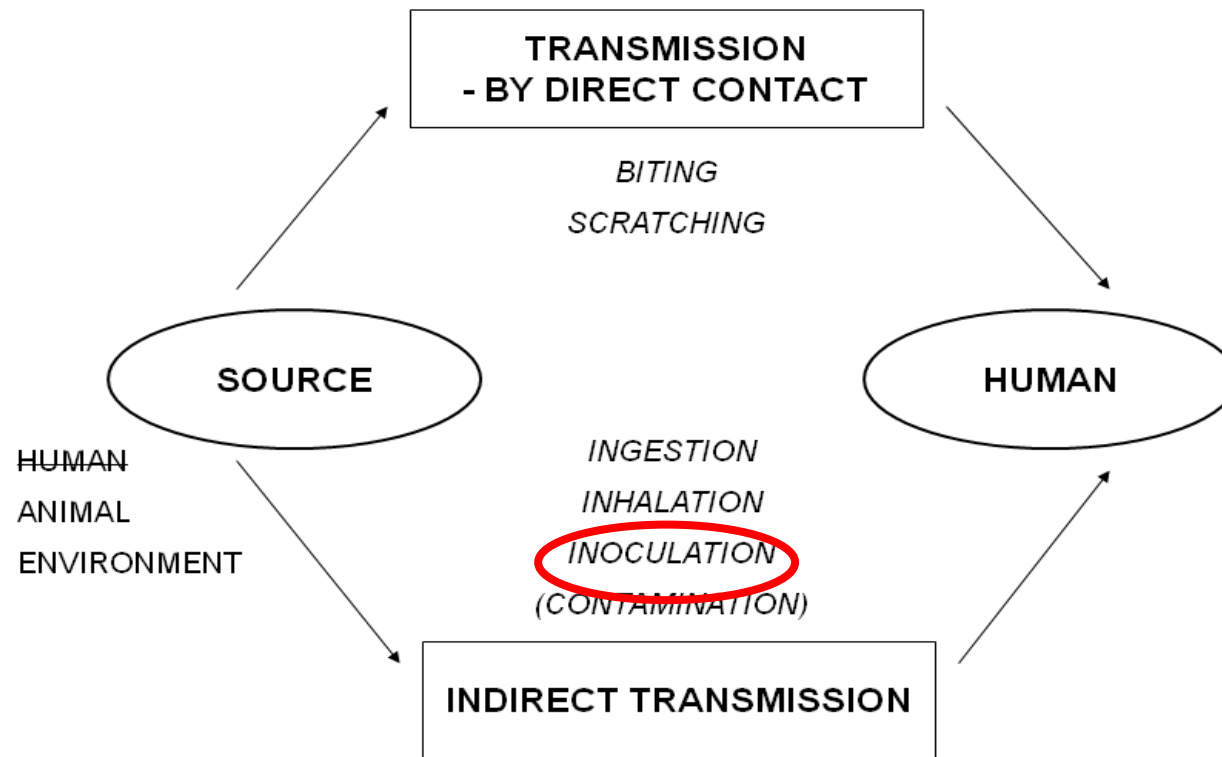 TRANSMISSION
- BY DIRECT CONTACT
BITING
SCRATCHING
SOURCE
HUMAN
HUMAN
ANIMAL
ENVIRONMENT
INGESTION
INHALATION
INOCULATION
(CONTAMINATION)
INDIRECT TRANSMISSION